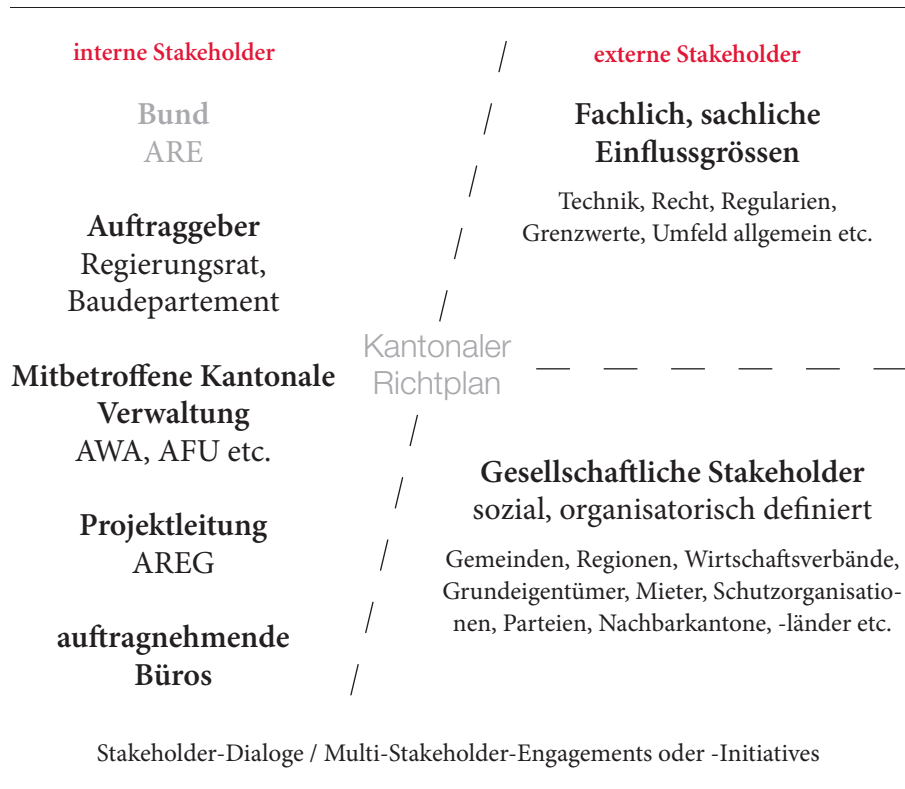 interne Stakeholder
Bund
ARE
Auftraggeber
Regierungsrat,
Baudepartement
Mitbetroffene Kantonale
Verwaltung
AWA, AFU etc.
Projektleitung
AREG
auftragnehmende
Büros
Kantonaler
Richtplan
externe Stakeholder
Fachlich, sachliche
Einflussgrössen
Technik, Recht, Regularien,
Grenzwerte, Umfeld allgemein etc.
Gesellschaftliche Stakeholder
sozial, organisatorisch definiert
Gemeinden, Regionen, Wirtschaftsverbände,
Grundeigentümer, Mieter, Schutzorganisatio-
nen, Parteien, Nachbarkantone, -länder etc.
Stakeholder-Dialoge / Multi-Stakeholder-Engagements oder -Initiatives